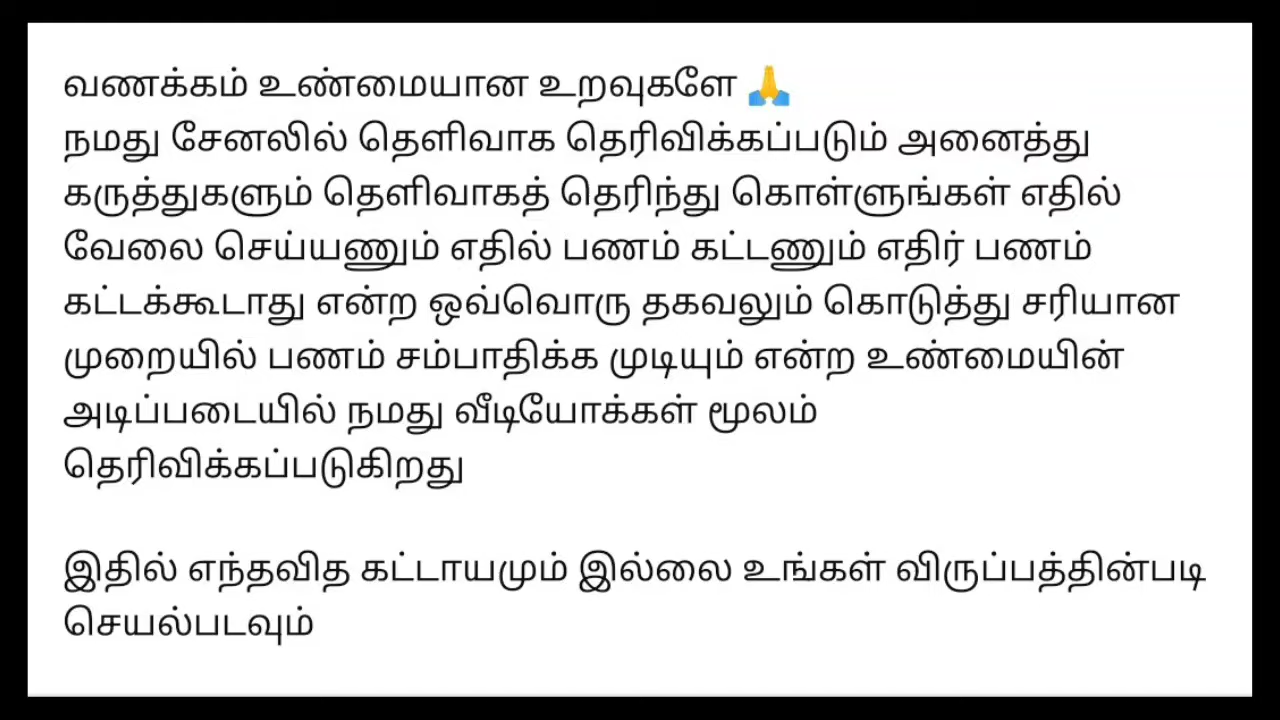 வணக்கம் உண்மையான உறவுகளே 🙏
நமது சேனலில் தெளிவாக தெரிவிக்கப்படும் அனைத்து
கருத்துகளும் தெளிவாகத் தெரிந்து கொள்ளுங்கள் எதில்
வேலை செய்யணும் எதில் பணம் கட்டணும் எதிர் பணம்
கட்டக்கூடாது என்ற ஒவ்வொரு தகவலும் கொடுத்து சரியான
முறையில் பணம் சம்பாதிக்க முடியும் என்ற உண்மையின்
அடிப்படையில் நமது வீடியோக்கள் மூலம்
தெரிவிக்கப்படுகிறது
இதில் எந்தவித கட்டாயமும் இல்லை உங்கள் விருப்பத்தின்படி
செயல்படவும்